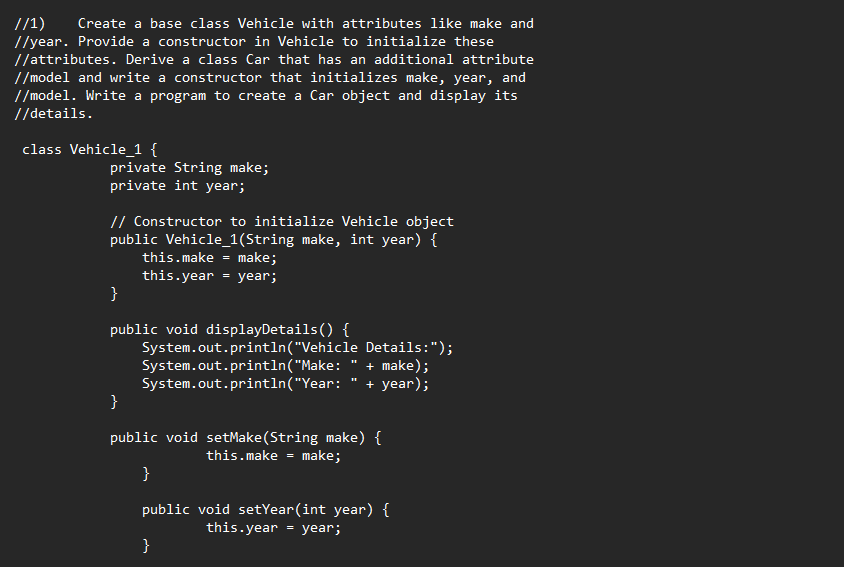 //1)    Create a base class Vehicle with attributes like make and
//year. Provide a constructor in Vehicle to initialize these
//attributes. Derive a class Car that has an additional attribute
//model and write a constructor that initializes make, year, and
//model. Write a program to create a Car object and display its
//details.
class Vehicle_1 {
private String make;
private int year;
// Constructor to initialize Vehicle object
public Vehicle_1(String make, int year) {
this.make = make;
this.year = year;
}
public void displayDetails() {
System.out.println("Vehicle Details:");
System.out.println("Make: " + make);
System.out.println("Year: " + year);
}
public void setMake(String make) {
this.make = make;
}
public void setYear(int year) {
this.year = year;
}